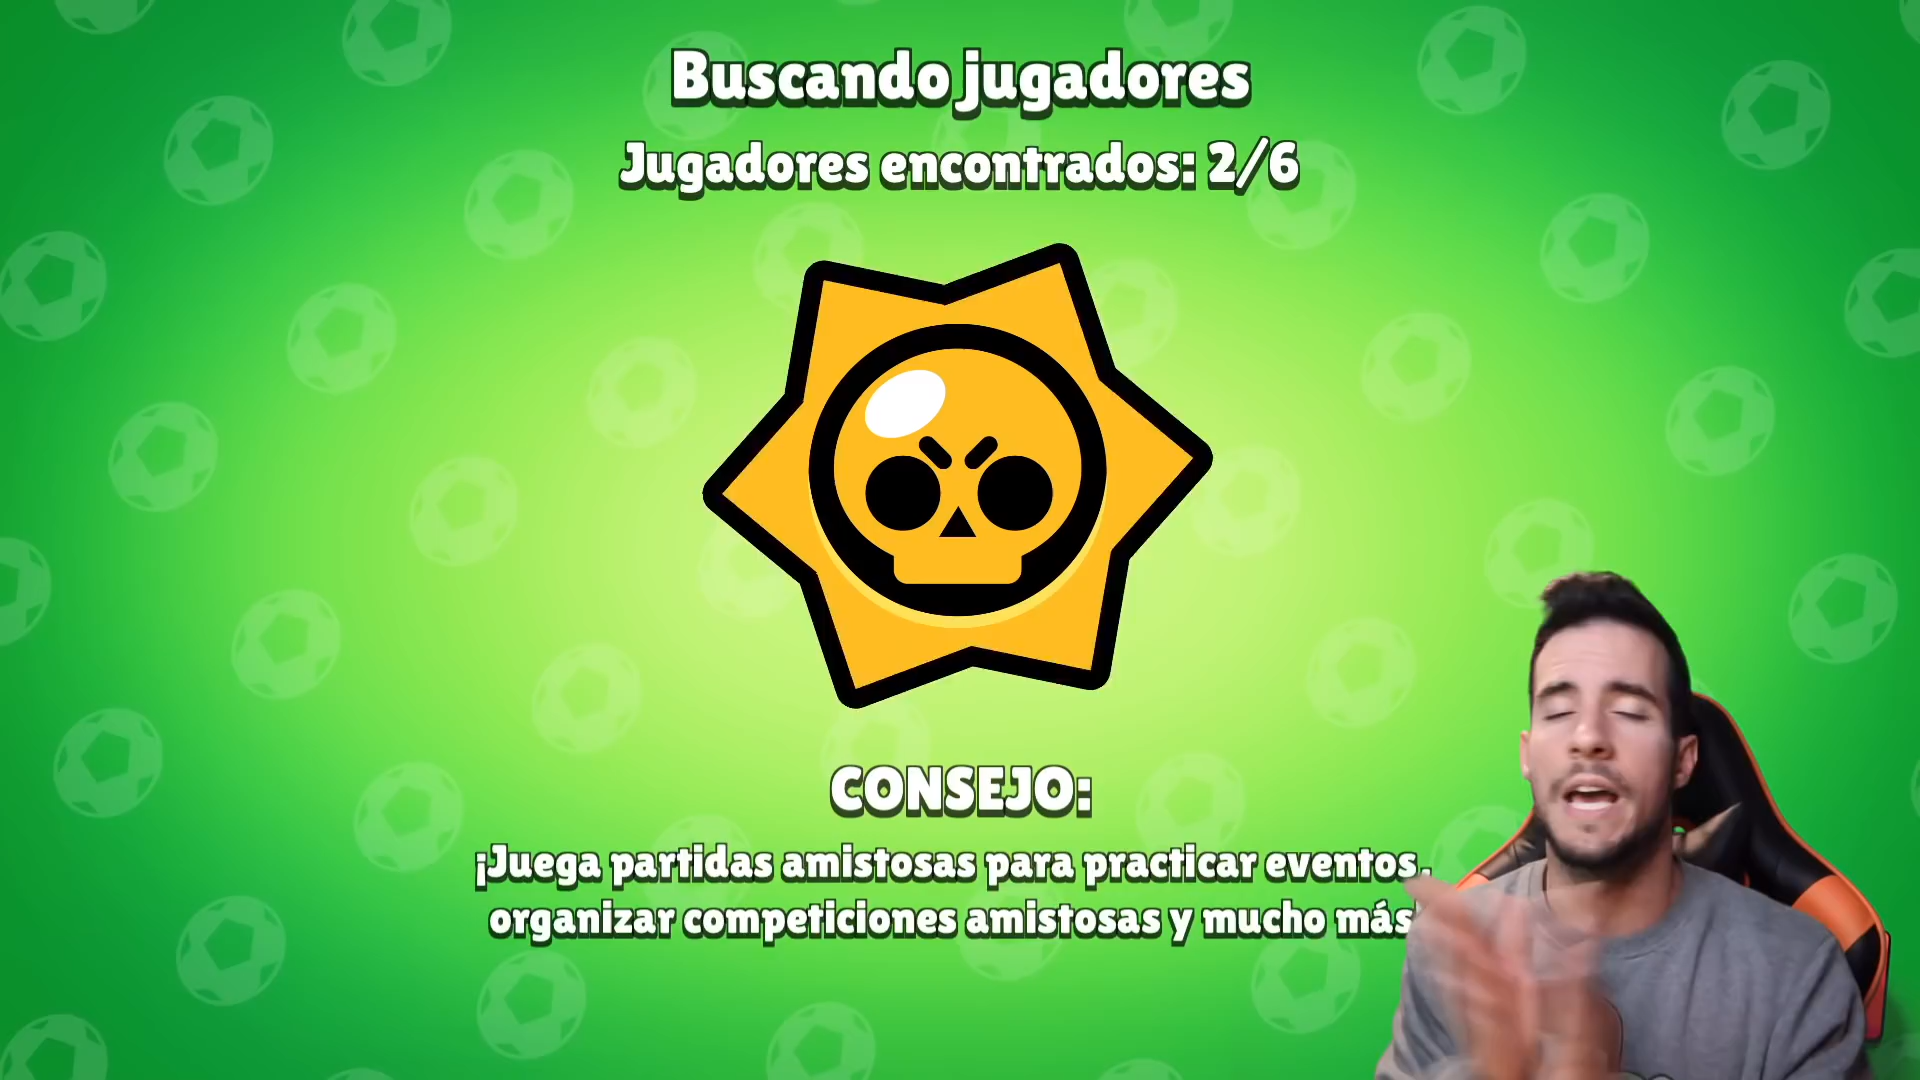 Buscando jugadores
Jugadores encontrados: 2/6
CONSEJO:
¡Juega partidas amistosas para practicar eventos,
organizar competiciones amistosas y mucho más!